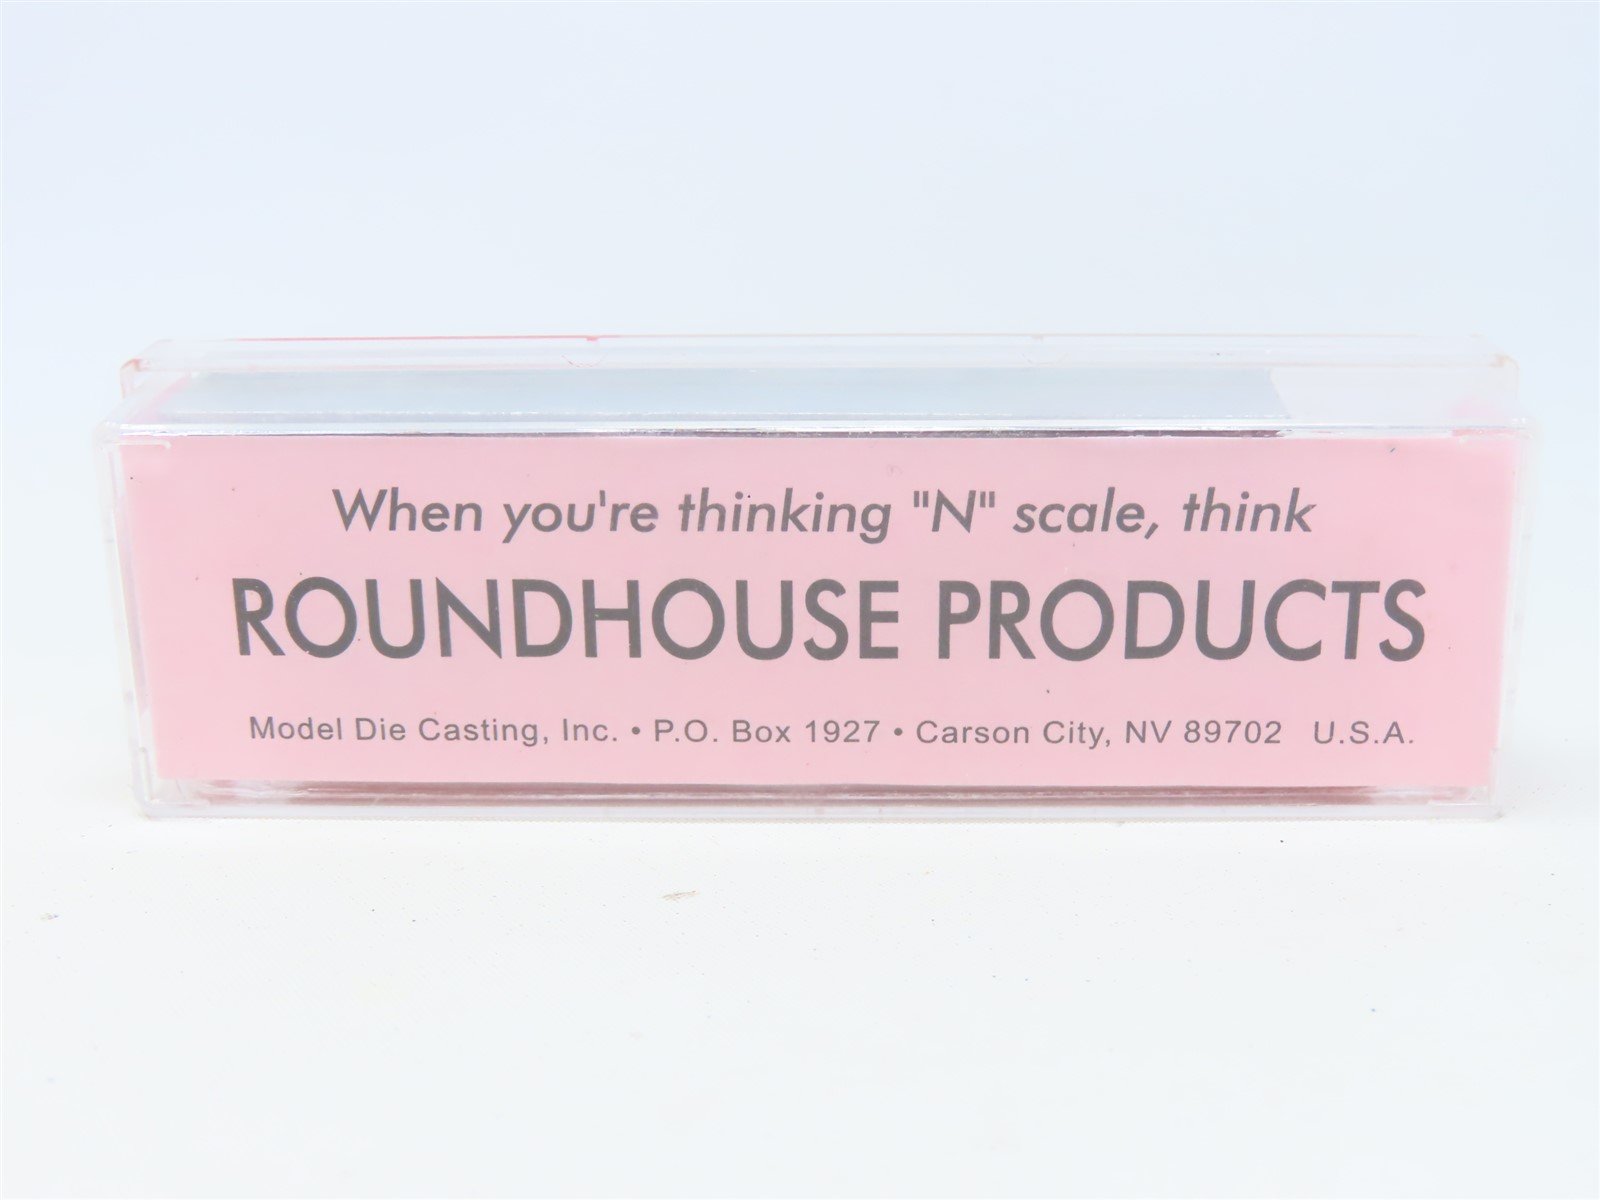 When you're thinking "N" scale, think
ROUNDHOUSE PRODUCTS
Model Die Casting, Inc. • P.O. Box 1927 • Carson City, NV 89702 U.S.A.